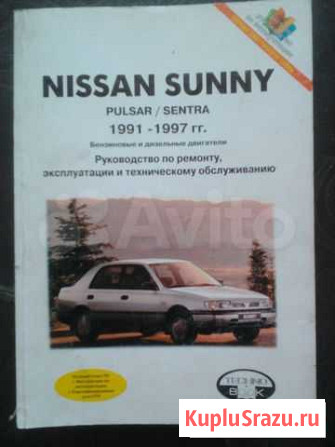 NISSAN SUNNY
PULSAR / SENTRA
1991 - 1997 гг.
Бензиновые и дизельные двигатели
Руководство по ремонту,
эксплуатации и техническому обслуживанию
Avito
TECHNO
KupluSrazu.ru